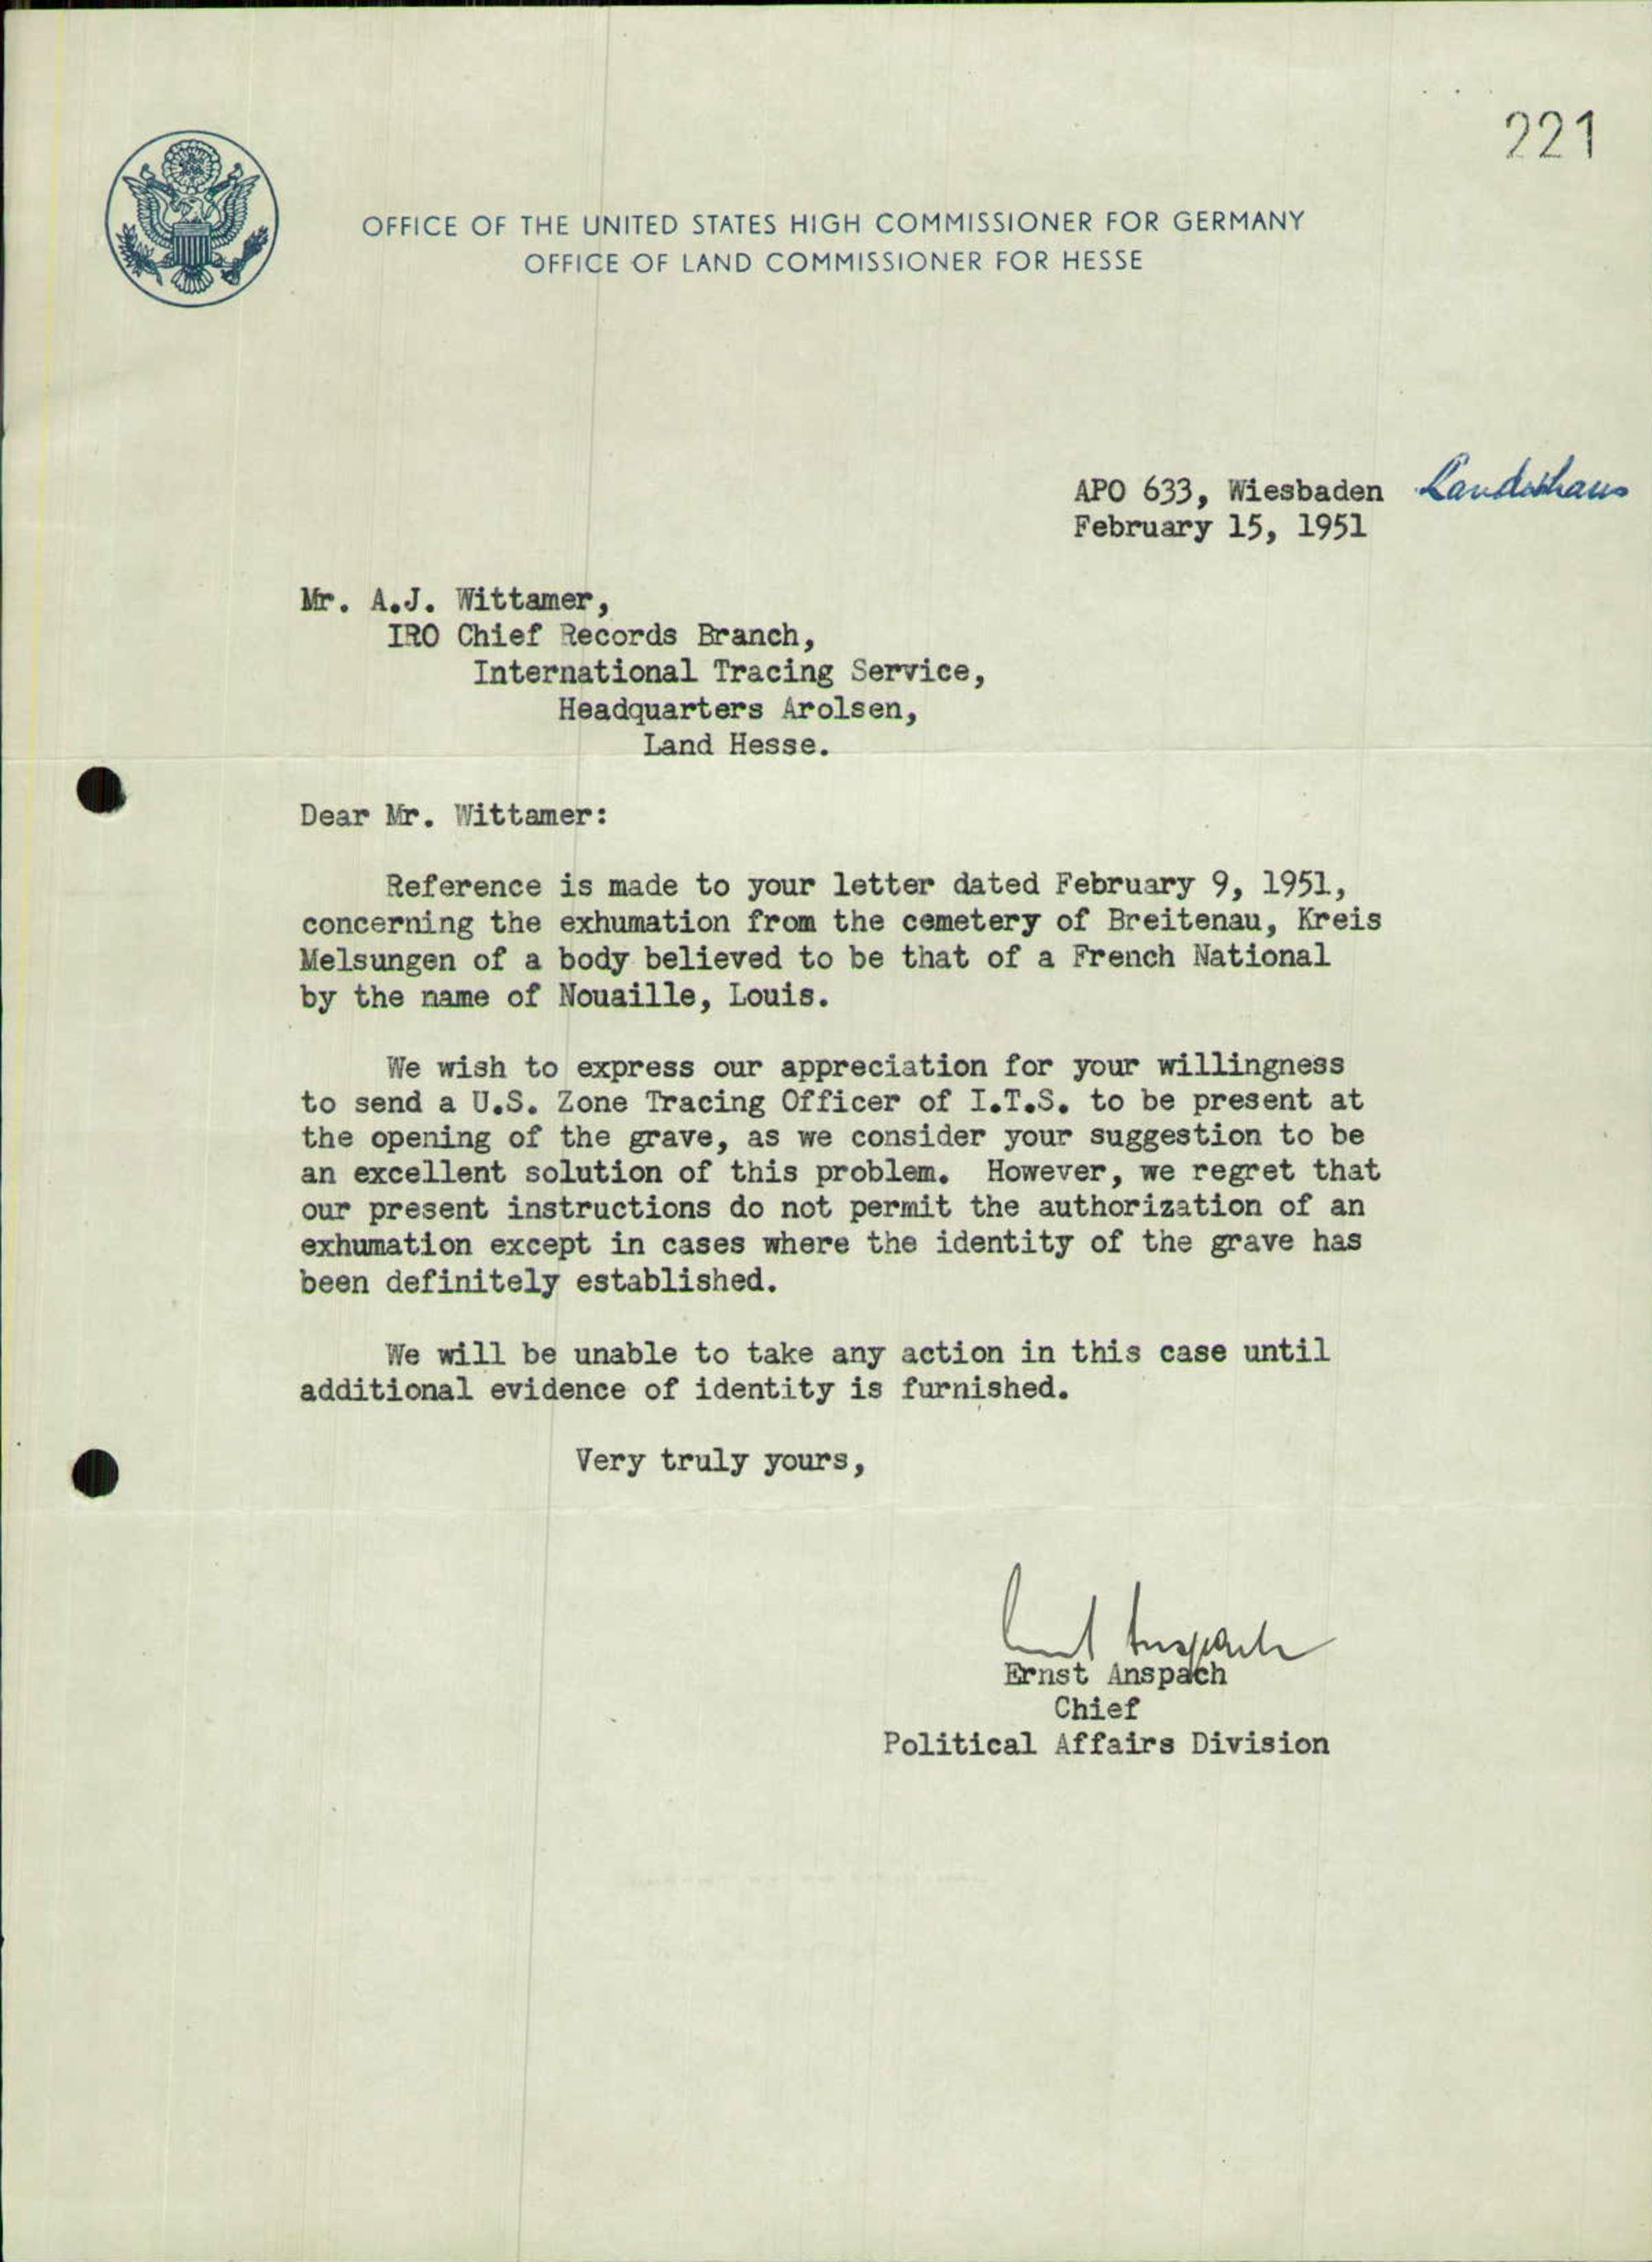 221
OFFICE OF THE UNITED STATES HIGH COMMISSIONER FOR GERMANY
OFFICE OF LAND COMMISSIONER FOR HESSE
APO 633, Wiesbaden Landeshaus
February 15, 1951
Mr. A.J. Wittamer,
IRO Chief Records Branch,
International Tracing Service,
Headquarters Arolsen,
Land Hesse.
Dear Mr. Wittamer:
Reference is made to your letter dated February 9, 1951,
concerning the exhumation from the cemetery of Breitenau, Kreis
Melsungen of a body believed to be that of a French National
by the name of Nouaille, Louis.
We wish to express our appreciation for your willingness
to send a U.S. Zone Tracing Officer of I.T.S. to be present at
the opening of the grave, as we consider your suggestion to be
an excellent solution of this problem. However, we regret that
our present instructions do not permit the authorization of an
exhumation except in cases where the identity of the grave has
been definitely established.
We will be unable to take any action in this case until
additional evidence of identity is furnished.
Very truly yours,
Ernst Anspach
Ernst Anspach
Chief
Political Affairs Division